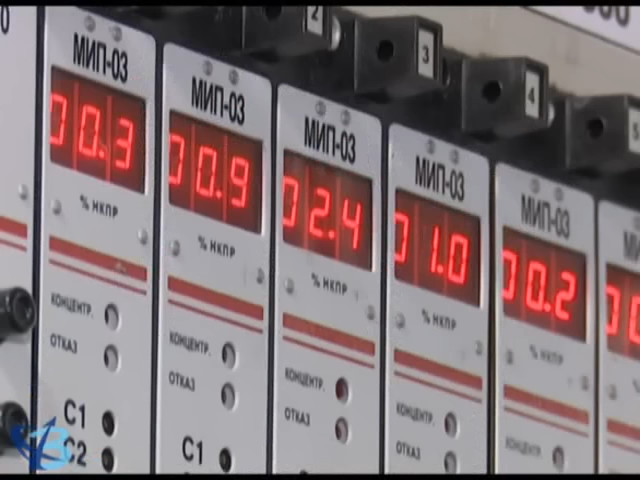 2
3
4
МИП-03
00.3
% НКПР
КОНЦЕНТР.
ОТКАЗ
С1
С2
МИП-03
00.9
% НКПР
КОНЦЕНТР.
ОТКАЗ
С1
МИП-03
02.4
% НКПР
КОНЦЕНТР.
ОТКАЗ
МИП-03
01.0
% НКПР
КОНЦЕНТР.
ОТКАЗ
МИП-03
00.2
% НКПР
КОНЦЕНТР.